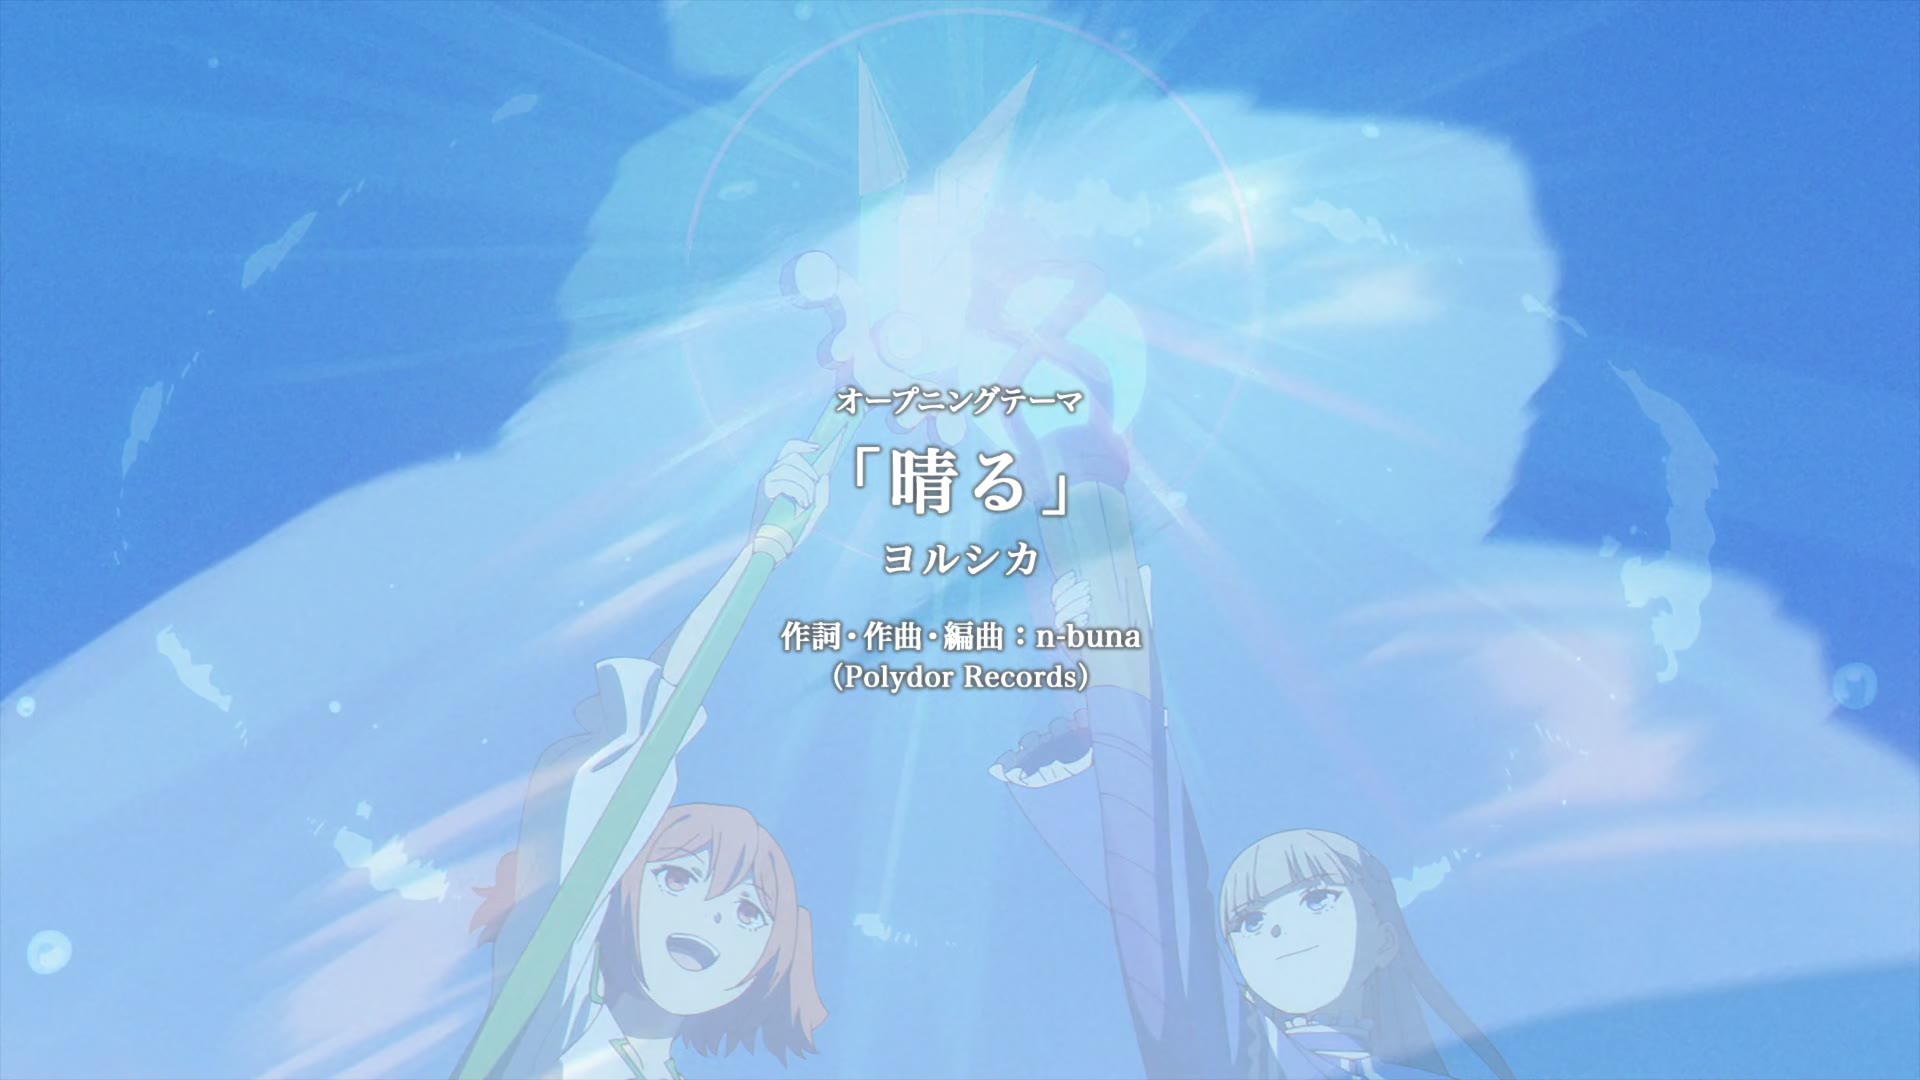 オープニングテーマ
「晴る」
ヨルシカ
作詞・作曲・編曲：n-buna
（Polydor Records）